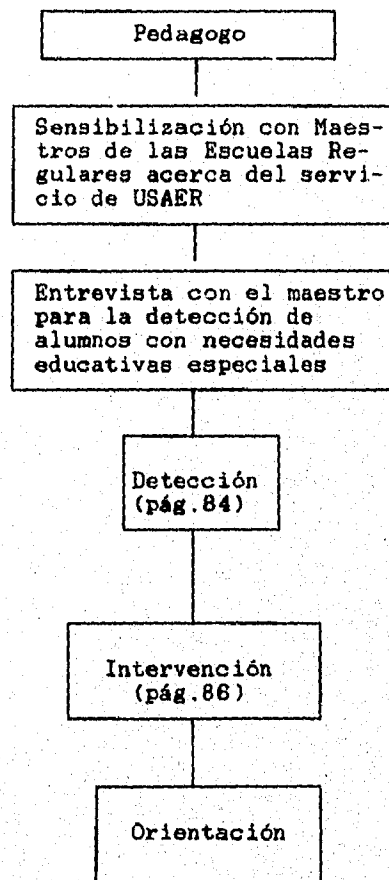 Pedagogo
Sensibilización con Maes-
tros de las Escuelas Re-
gulares acerca del servi-
cio de USAER
Entrevista con el maestro
para la detección de
alumnos con necesidades
educativas especiales
Detección
(pág.84)
Intervención
(pág.86)
Orientación